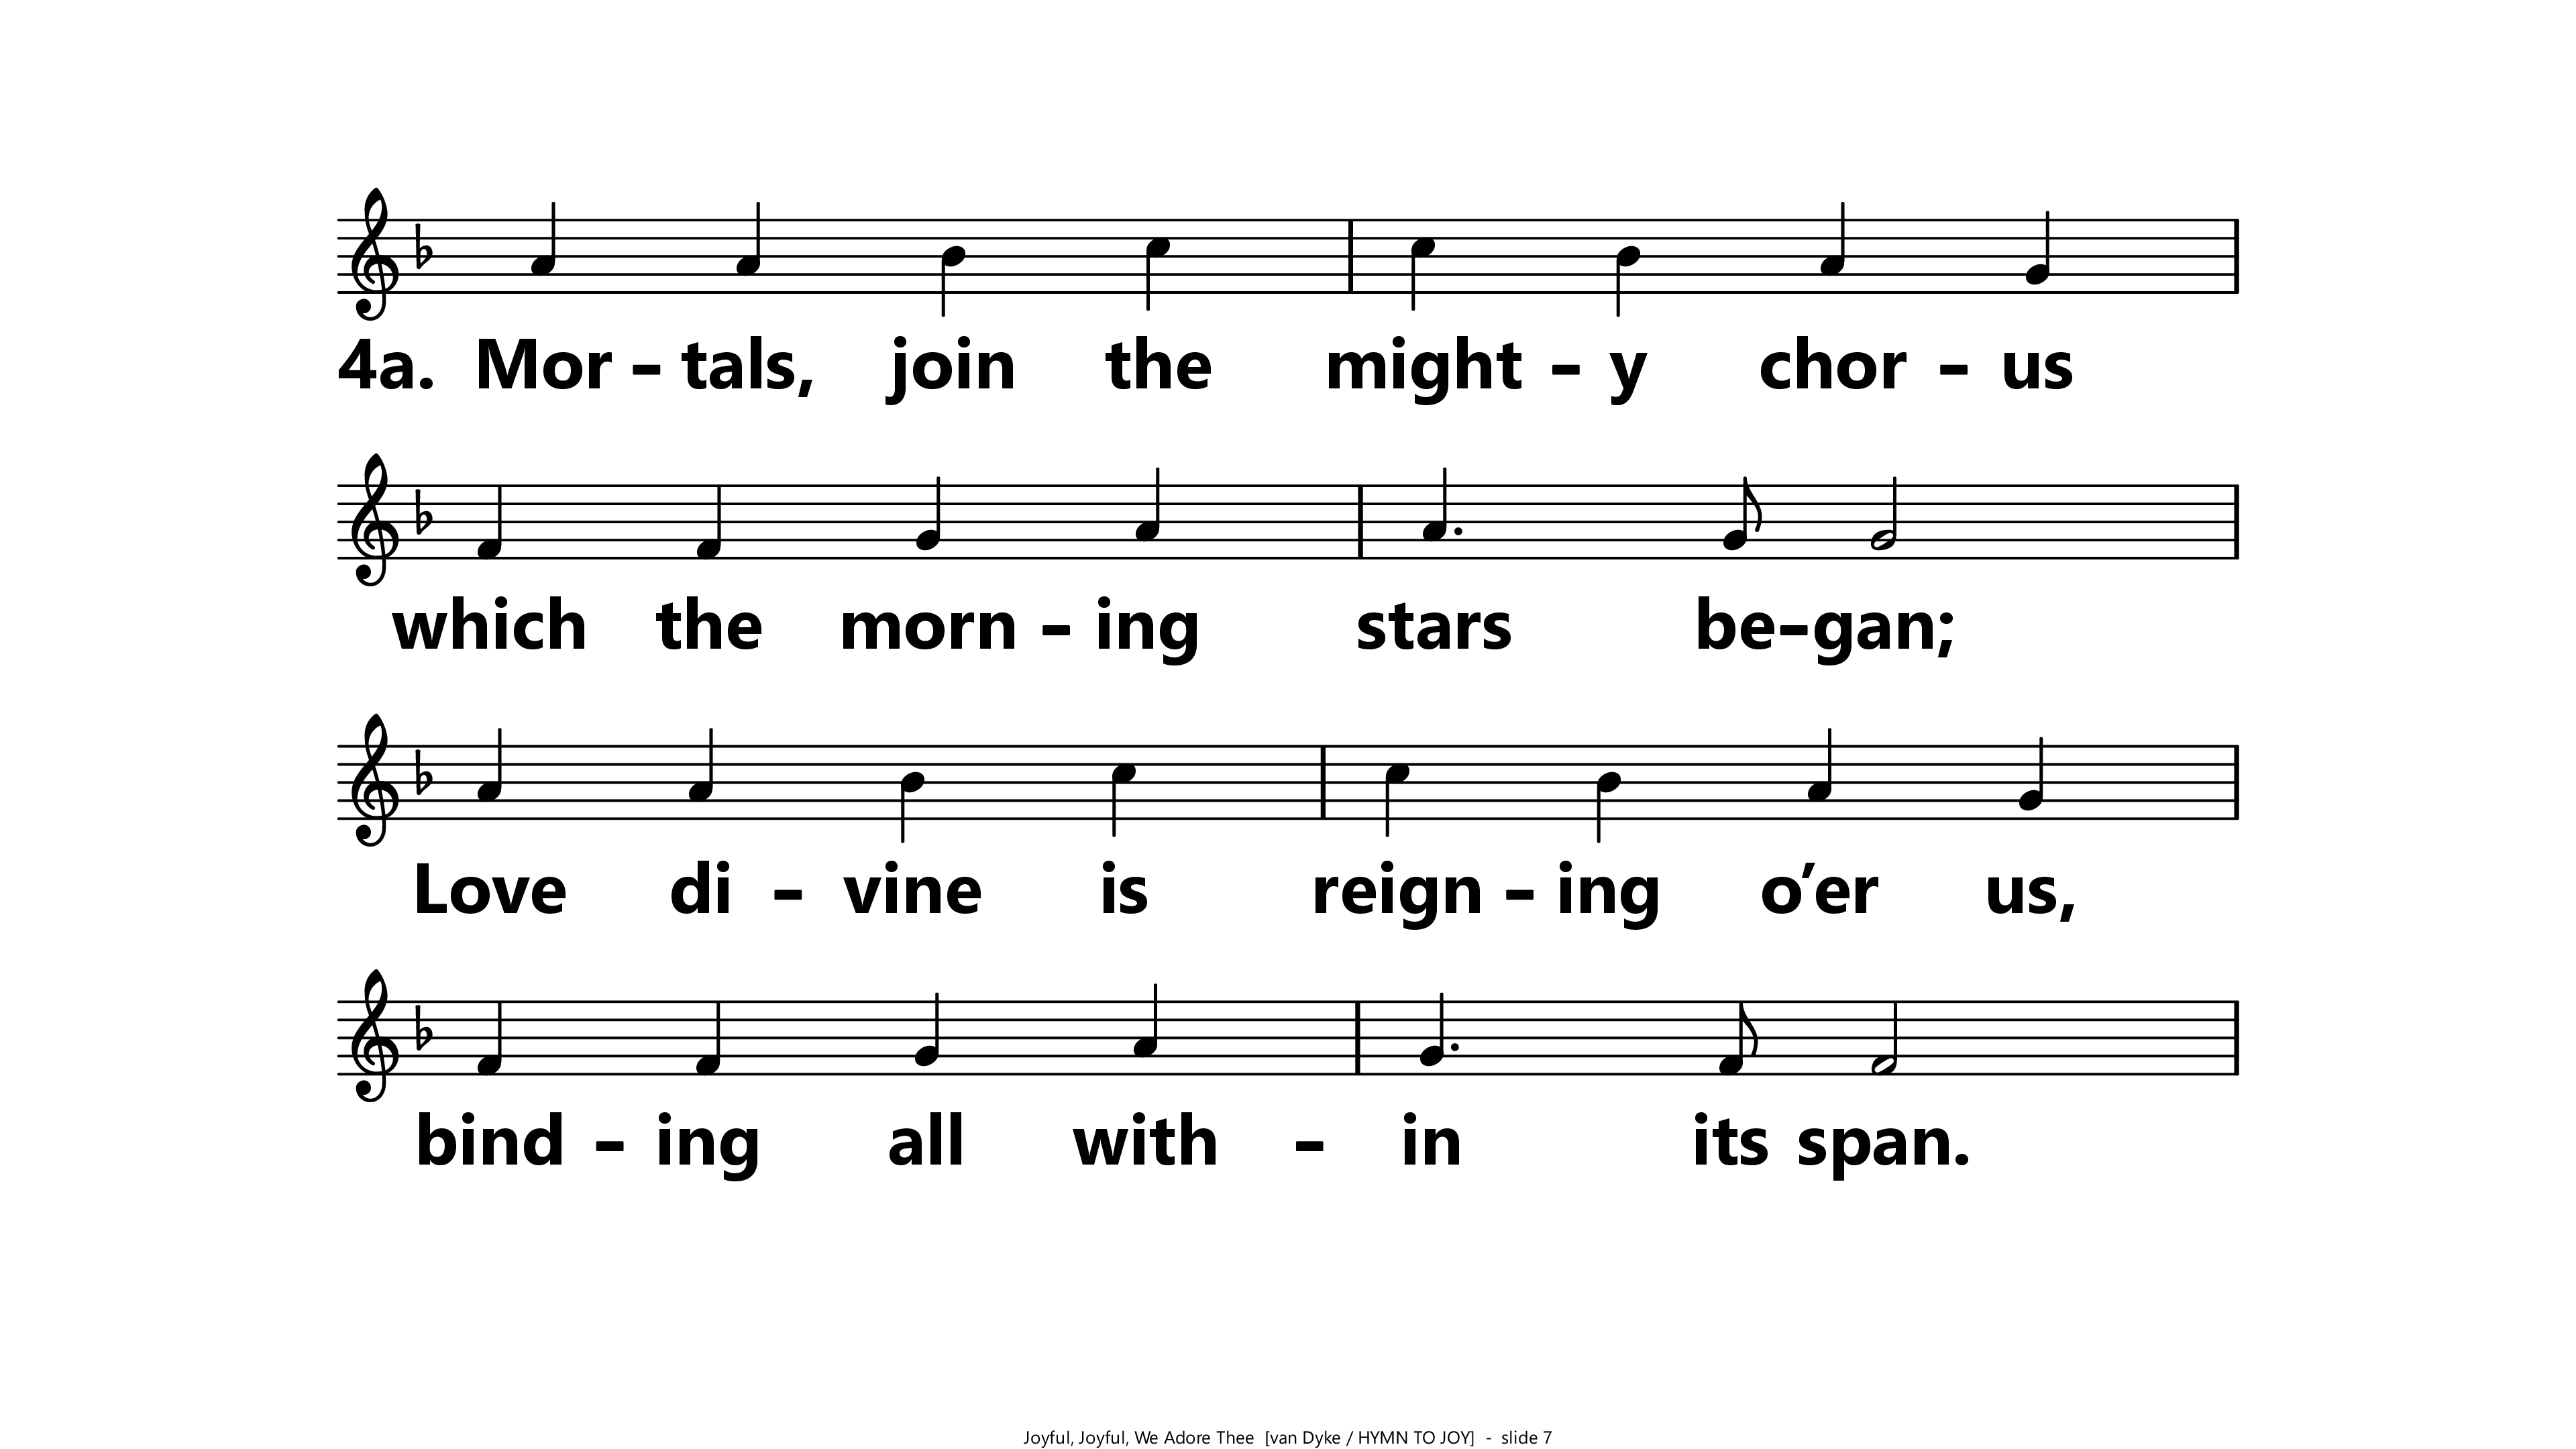 4a. Mor – tals, join the might – y chor – us
which the morn – ing stars be–gan;
Love di – vine is reign – ing o’er us,
bind – ing all with – in its span.
Joyful, Joyful, We Adore Thee [van Dyke / HYMN TO JOY] - slide 7